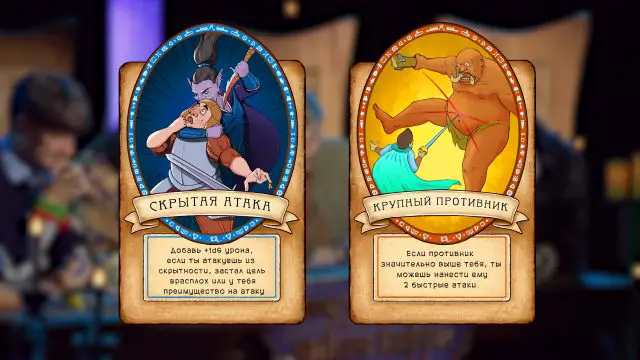 СКРЫТАЯ АТАКА
Добавь +1d6 урона,
если ты атакуешь из
скрытности, застал цель
врасплох или у тебя
преимущество на атаку
КРУПНЫЙ ПРОТИВНИК
Если противник
значительно выше тебя, ты
можешь нанести ему
2 быстрые атаки.